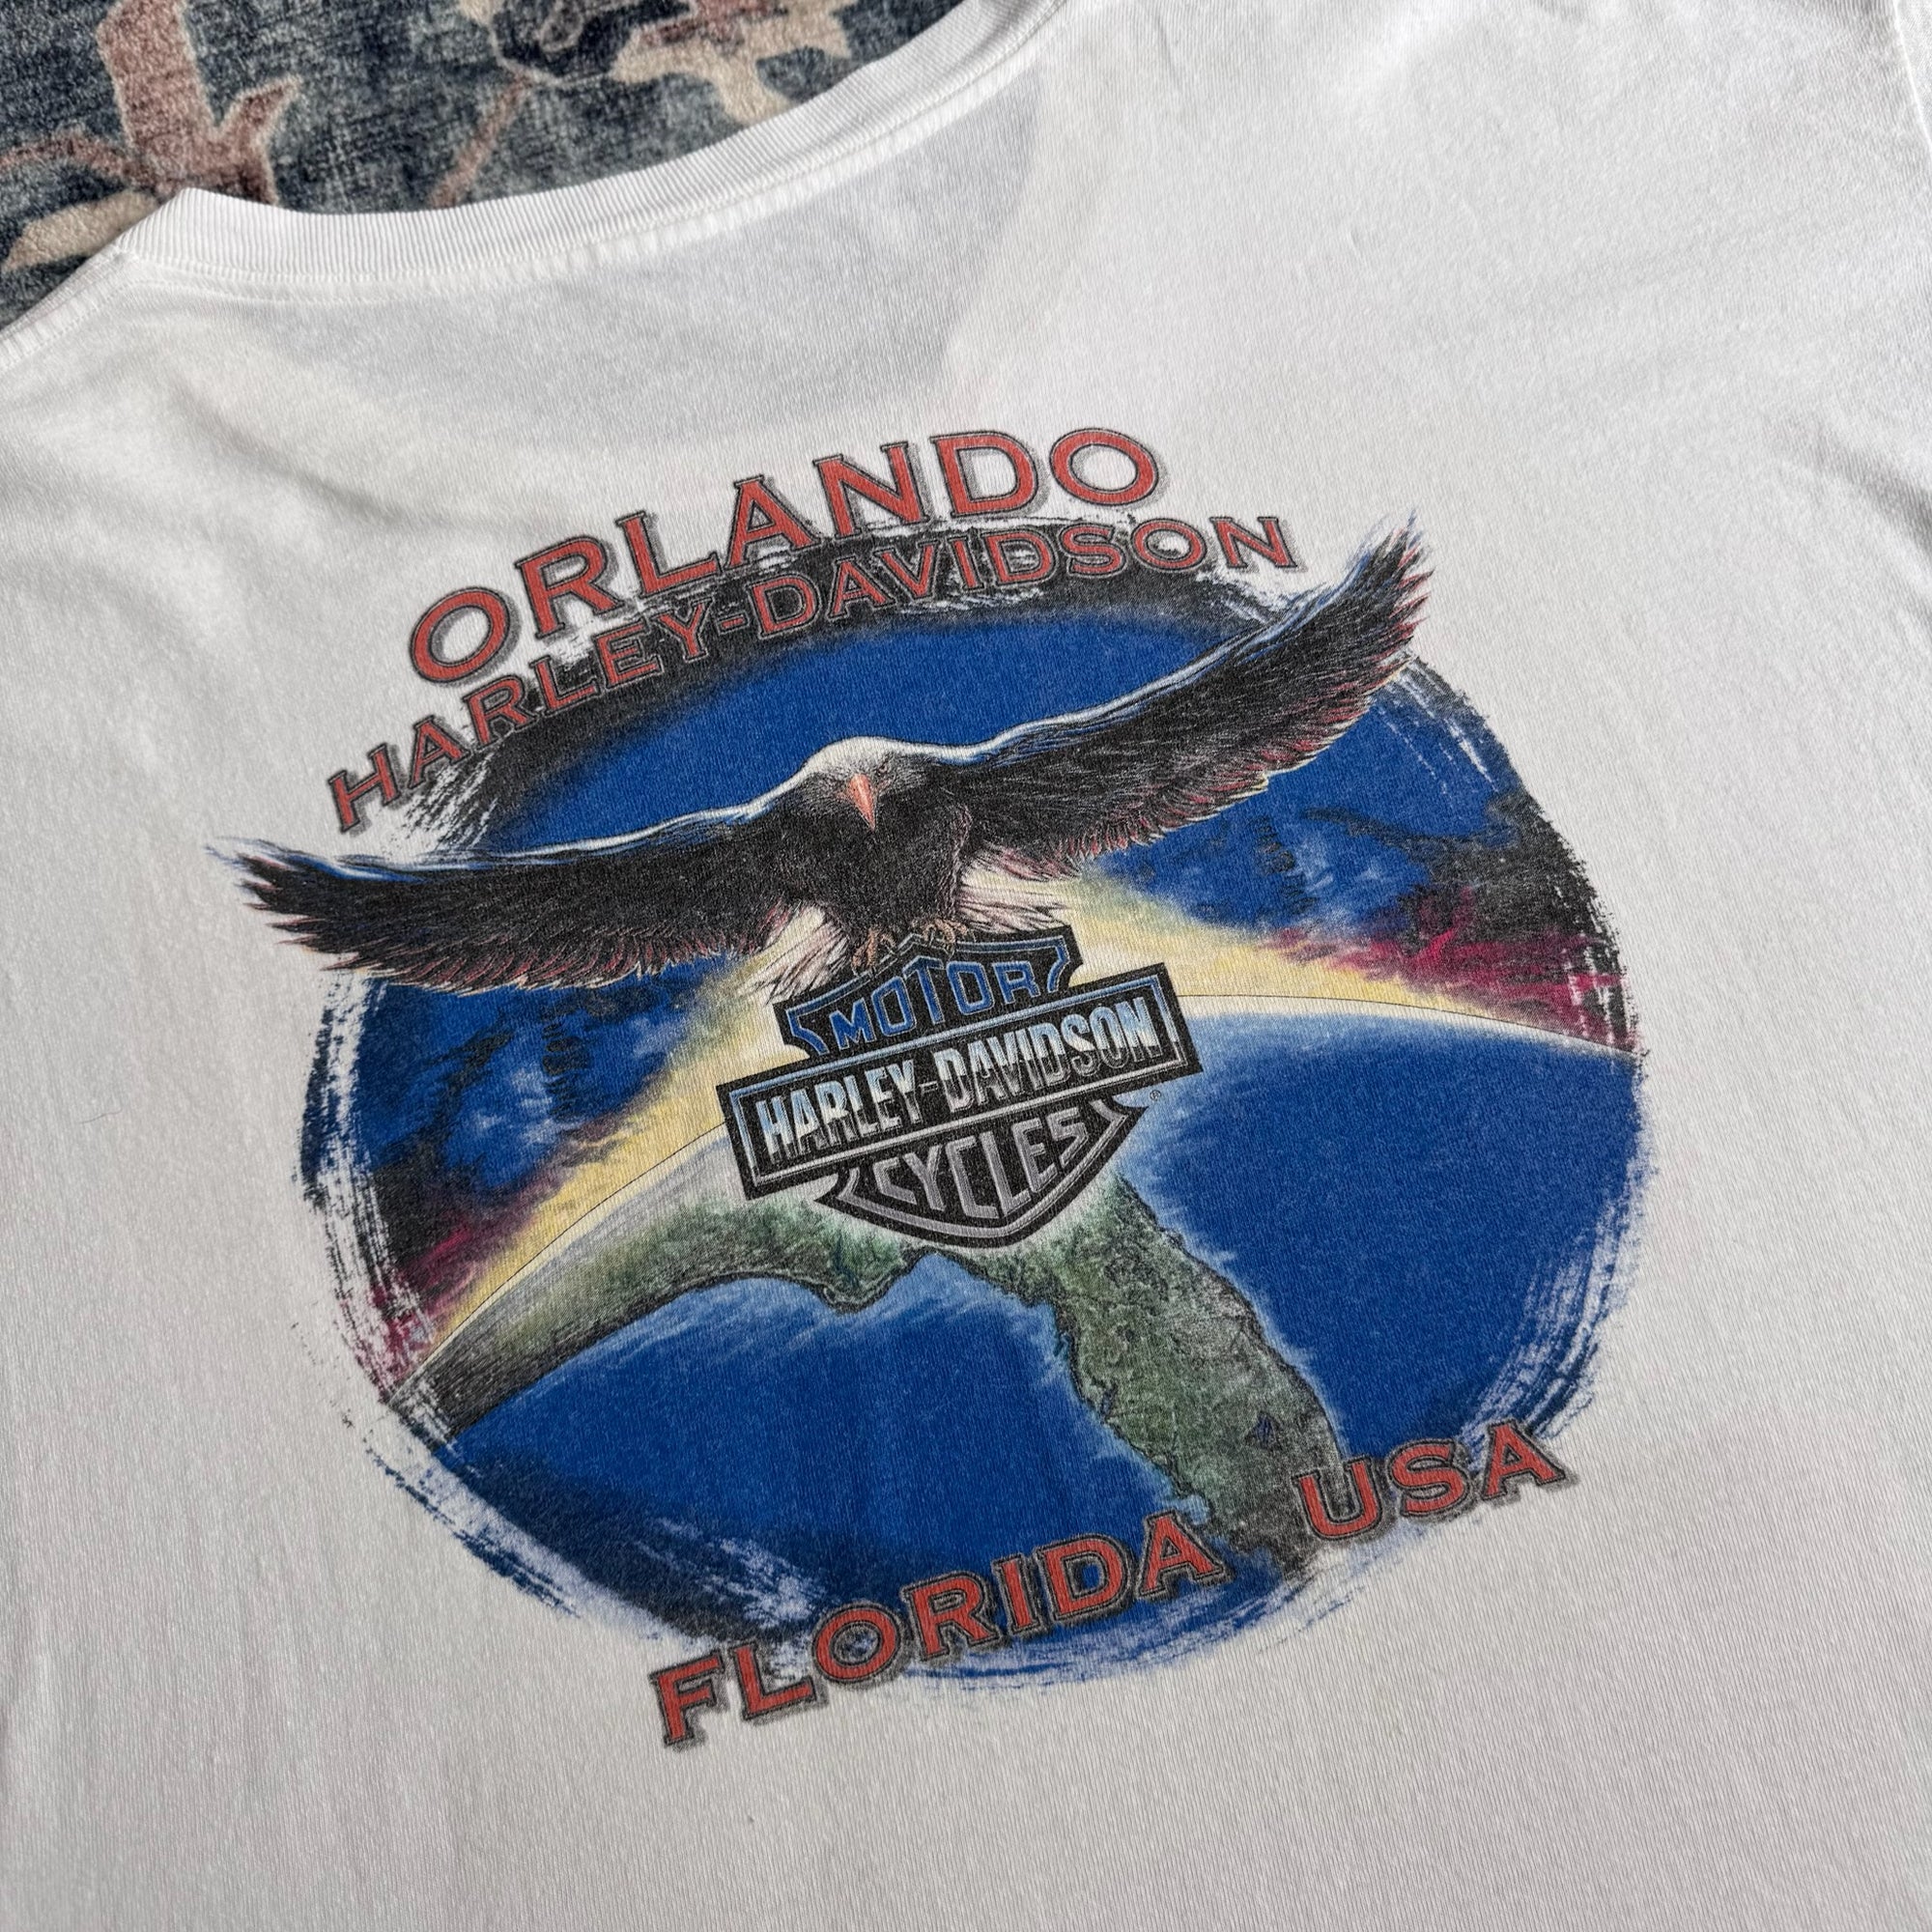 ORLANDO
HARLEY-DAVIDSON
MOTOR
HARLEY-DAVIDSON
CYCLES
®
FLORIDA USA